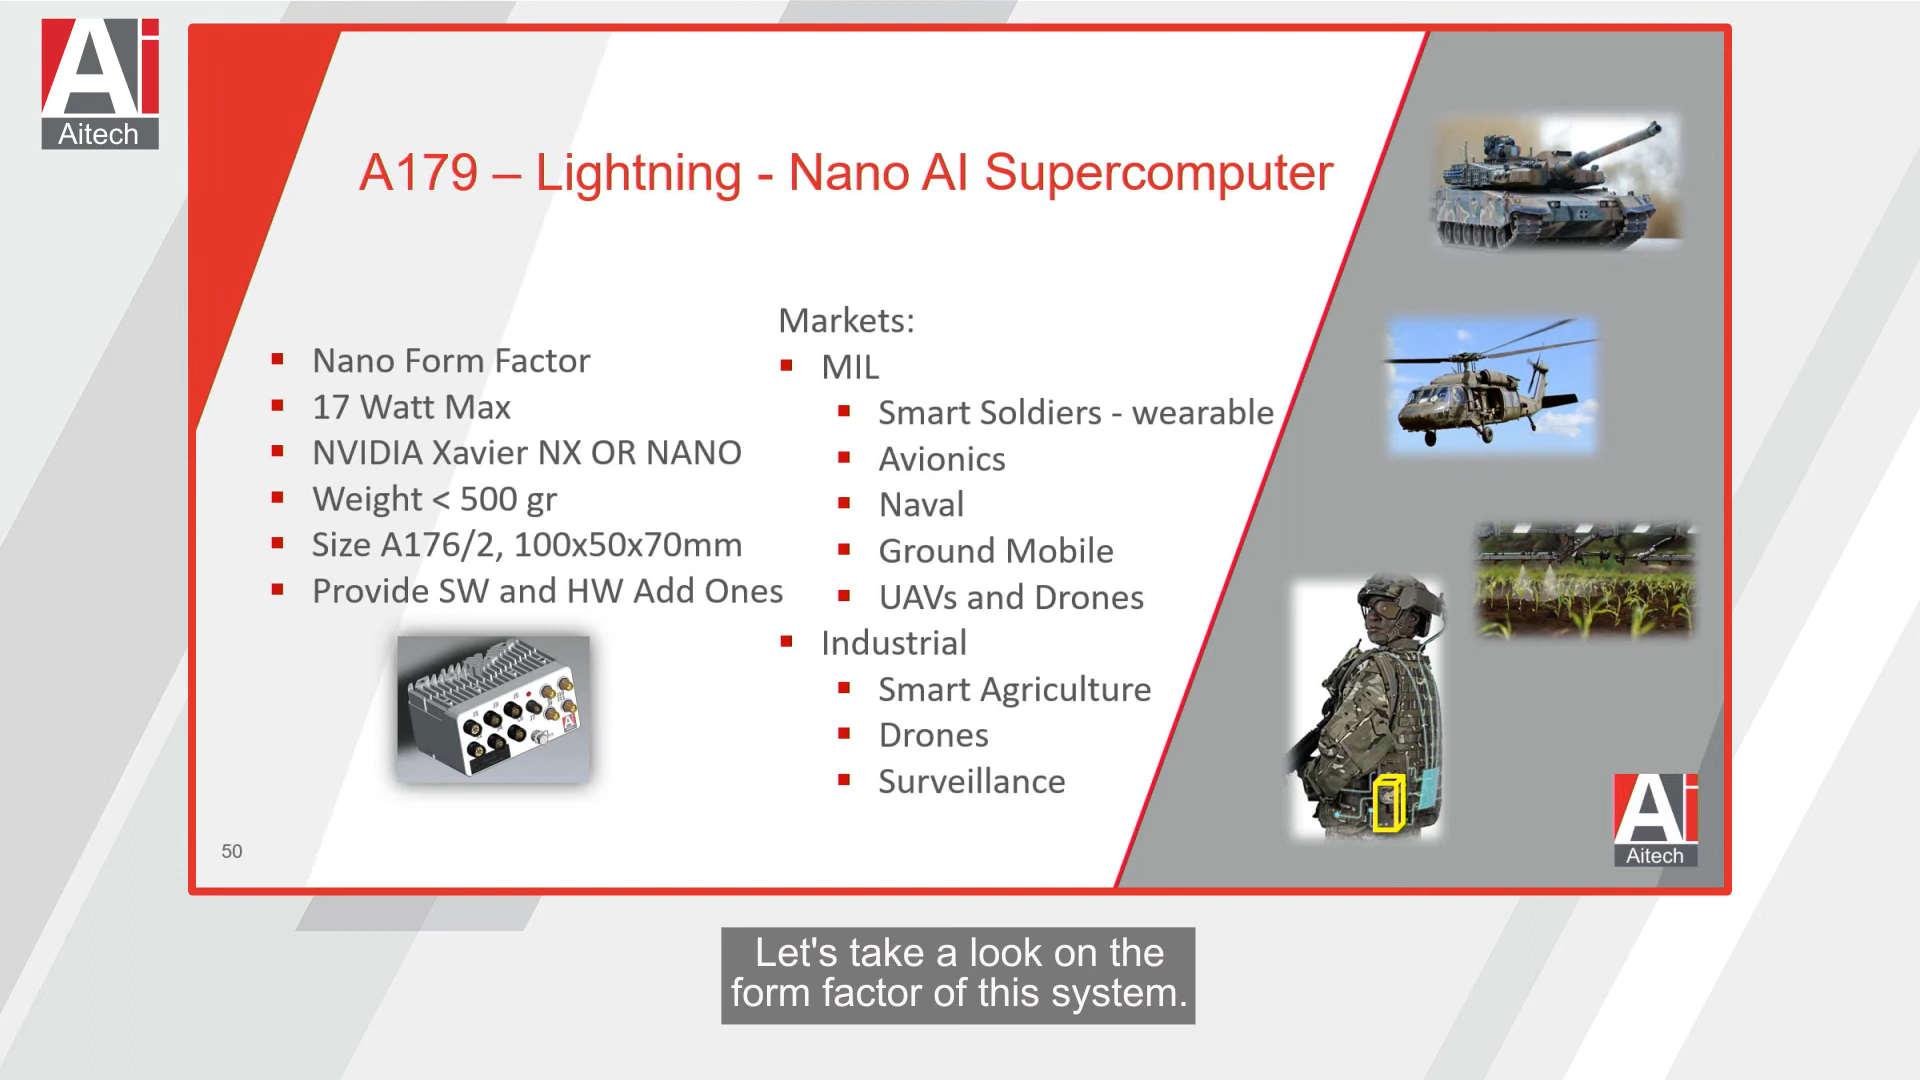 Ai
Aitech
A179 – Lightning - Nano AI Supercomputer
Nano Form Factor
17 Watt Max
NVIDIA Xavier NX OR NANO
Weight < 500 gr
Size A176/2, 100x50x70mm
Provide SW and HW Add Ones
Markets:
MIL
Smart Soldiers - wearable
Avionics
Naval
Ground Mobile
UAVs and Drones
Industrial
Smart Agriculture
Drones
Surveillance
50
Ai
Aitech
Let's take a look on the
form factor of this system.